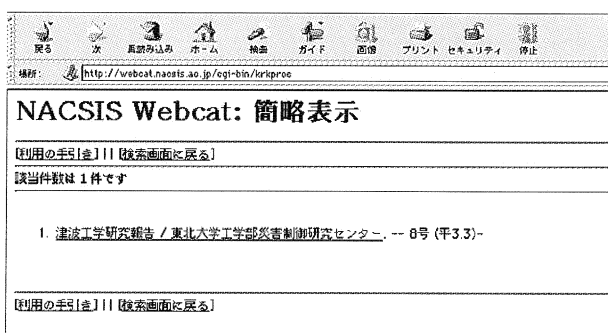 戻る 次 再読み込み ホーム 検索 ガイド 画像 プリント セキュリティ 停止
場所: http://webcat.nacsis.ac.jp/cgi-bin/krkproc
NACSIS Webcat: 簡略表示
[利用の手引き] || [検索画面に戻る]
該当件数は 1 件です
1. 津波工学研究報告 / 東北大学工学部災害制御研究センター. -- 8号 (平3.3)-
[利用の手引き] || [検索画面に戻る]